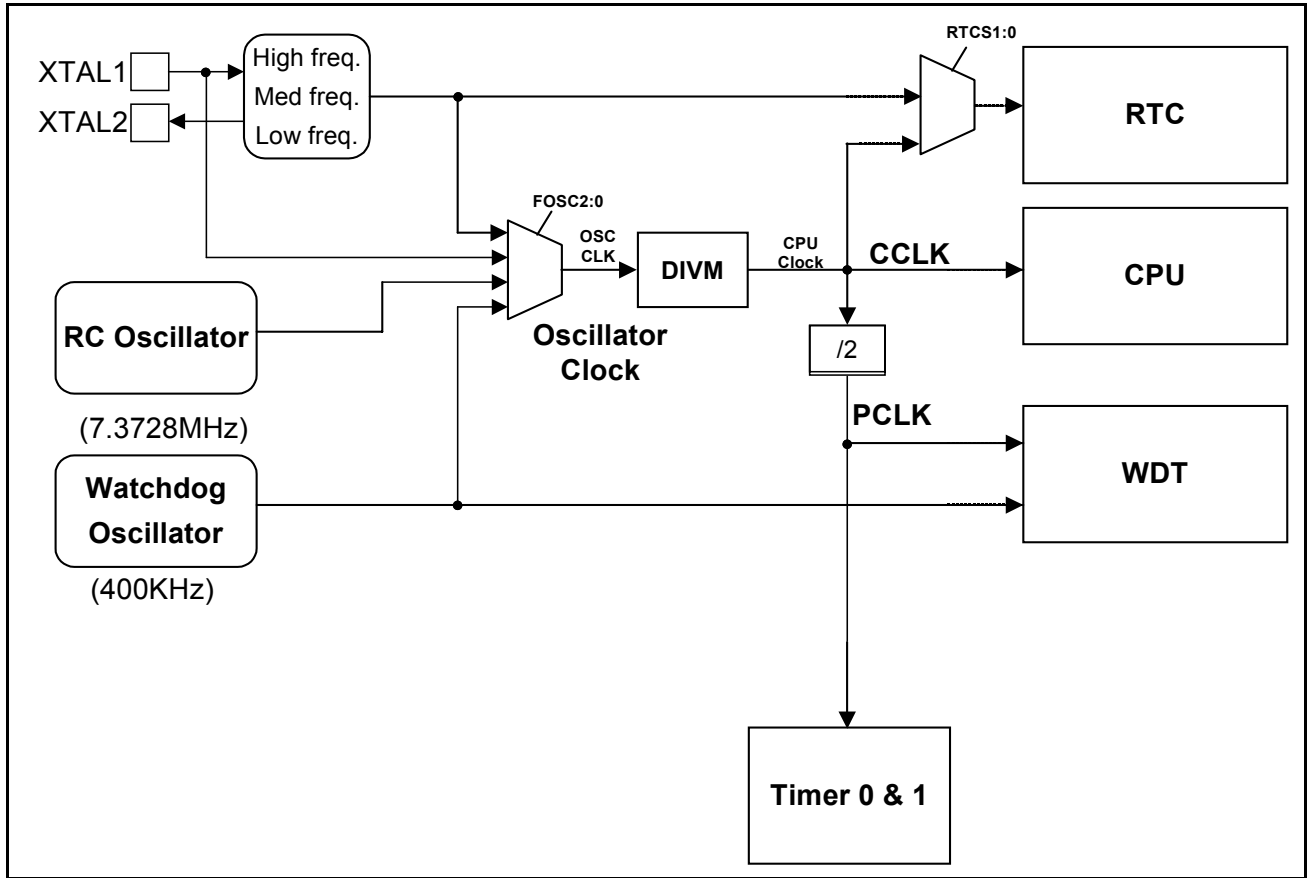 RTCS1:0
XTAL1
High freq.
Med freq.
XTAL2
Low freq.
RTC
FOSC2:0
OSC
CLK
DIVM
CPU
Clock
CCLK
CPU
RC Oscillator
Oscillator
Clock
/2
(7.3728MHz)
PCLK
Watchdog
Oscillator
WDT
(400KHz)
Timer 0 & 1